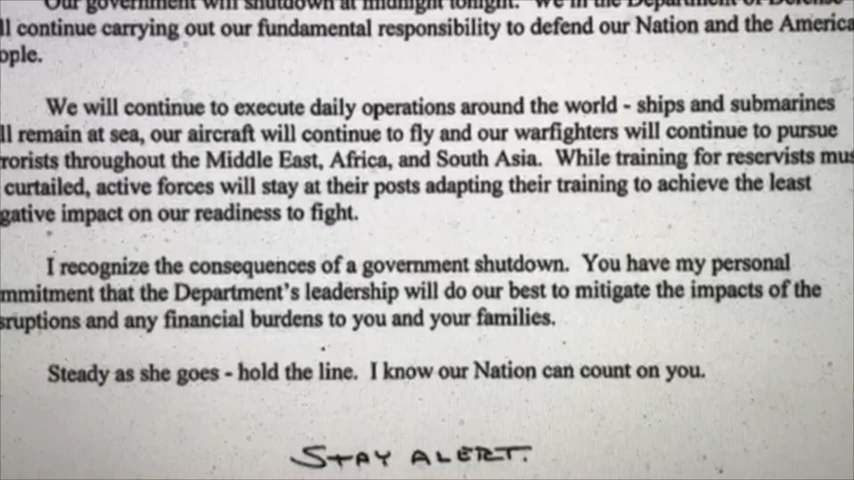 Our government will shutdown at midnight tonight. We in the Department of Defense
ll continue carrying out our fundamental responsibility to defend our Nation and the America
ople.
We will continue to execute daily operations around the world - ships and submarines
ll remain at sea, our aircraft will continue to fly and our warfighters will continue to pursue
rorists throughout the Middle East, Africa, and South Asia. While training for reservists mus
curtailed, active forces will stay at their posts adapting their training to achieve the least
gative impact on our readiness to fight.
I recognize the consequences of a government shutdown. You have my personal
mmitment that the Department's leadership will do our best to mitigate the impacts of the
sruptions and any financial burdens to you and your families.
Steady as she goes - hold the line. I know our Nation can count on you.
STAY ALERT.